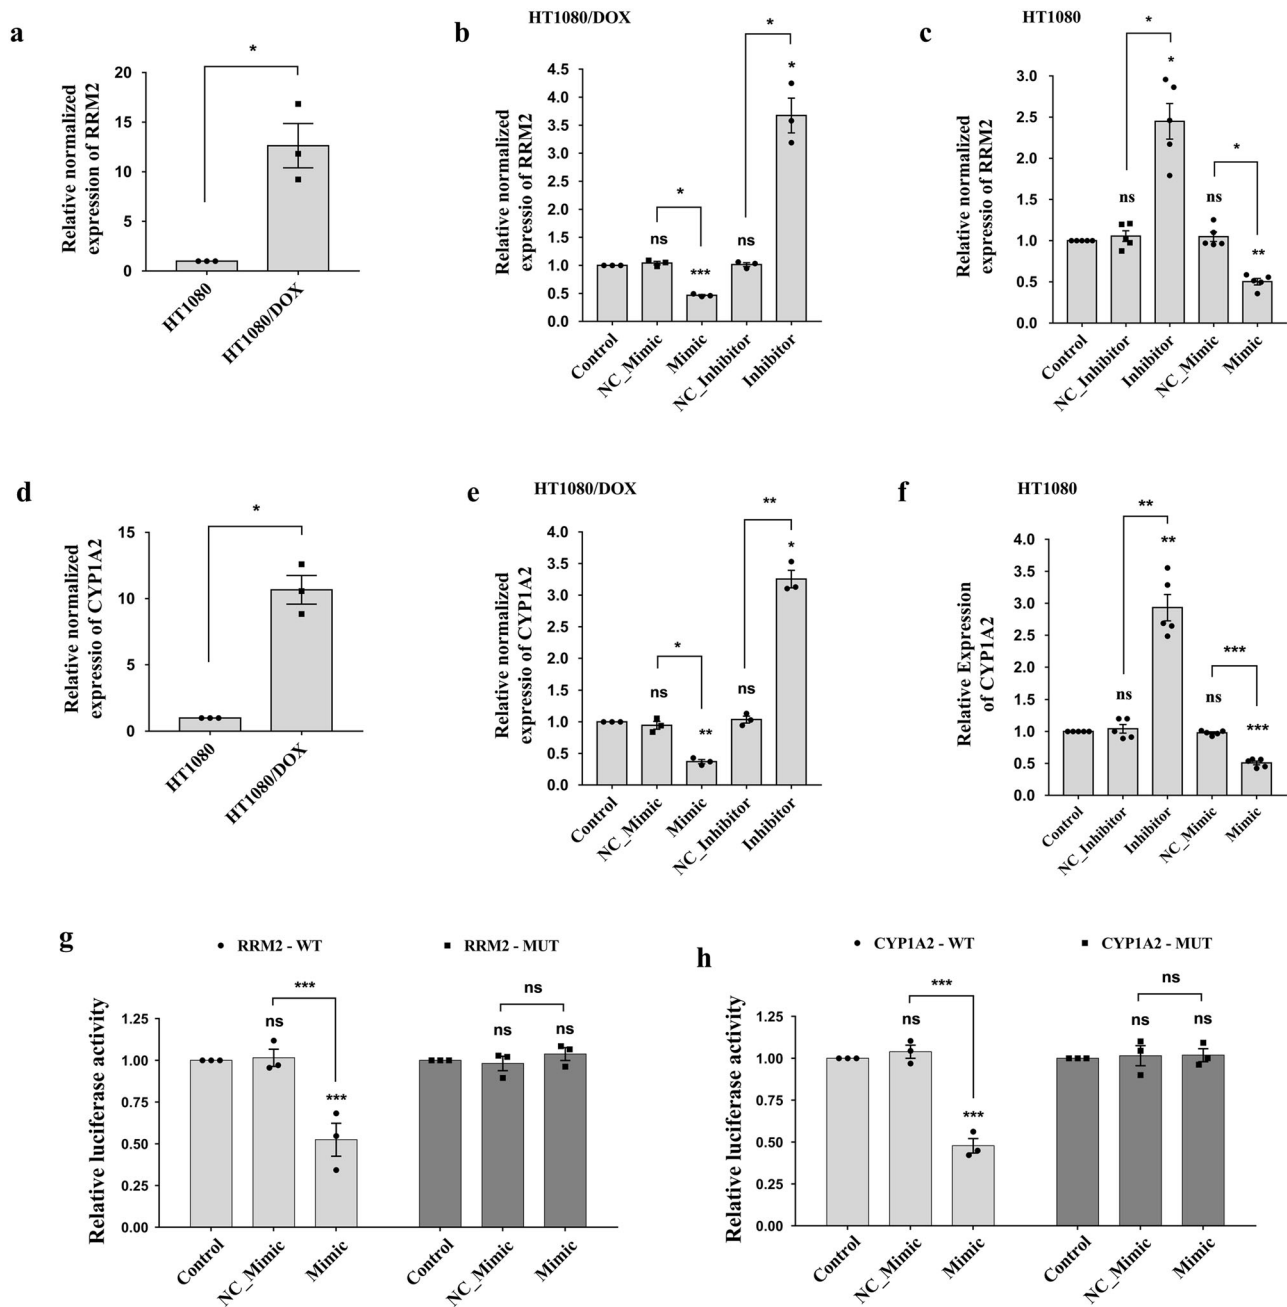 a
*
Relative normalized
expression of RRM2
20
15
10
5
0
HT1080
HT1080/DOX
b
HT1080/DOX
*
*
*
ns
***
ns
Relative normalized
expressio of RRM2
4.5
4.0
3.5
3.0
2.5
2.0
1.5
1.0
0.5
0.0
Control
NC_Mimic
Mimic
NC_Inhibitor
Inhibitor
c
HT1080
*
*
*
ns
ns
**
Relative normalized
expressio of RRM2
3.0
2.5
2.0
1.5
1.0
0.5
0.0
Control
NC_Inhibitor
Inhibitor
NC_Mimic
Mimic
d
*
Relative normalized
expressio of CYP1A2
15
10
5
0
HT1080
HT1080/DOX
e
HT1080/DOX
**
*
*
ns
**
ns
Relative normalized
expressio of CYP1A2
4.0
3.5
3.0
2.5
2.0
1.5
1.0
0.5
0.0
Control
NC_Mimic
Mimic
NC_Inhibitor
Inhibitor
f
HT1080
**
**
***
ns
ns
***
Relative Expression
of CYP1A2
4.0
3.5
3.0
2.5
2.0
1.5
1.0
0.5
0.0
Control
NC_Inhibitor
Inhibitor
NC_Mimic
Mimic
g
RRM2 - WT
RRM2 - MUT
***
ns
ns
***
ns
ns
Relative luciferase activity
1.25
1.00
0.75
0.50
0.25
0.00
Control
NC_Mimic
Mimic
Control
NC_Mimic
Mimic
h
CYP1A2 - WT
CYP1A2 - MUT
***
ns
ns
***
ns
ns
Relative luciferase activity
1.25
1.00
0.75
0.50
0.25
0.00
Control
NC_Mimic
Mimic
Control
NC_Mimic
Mimic